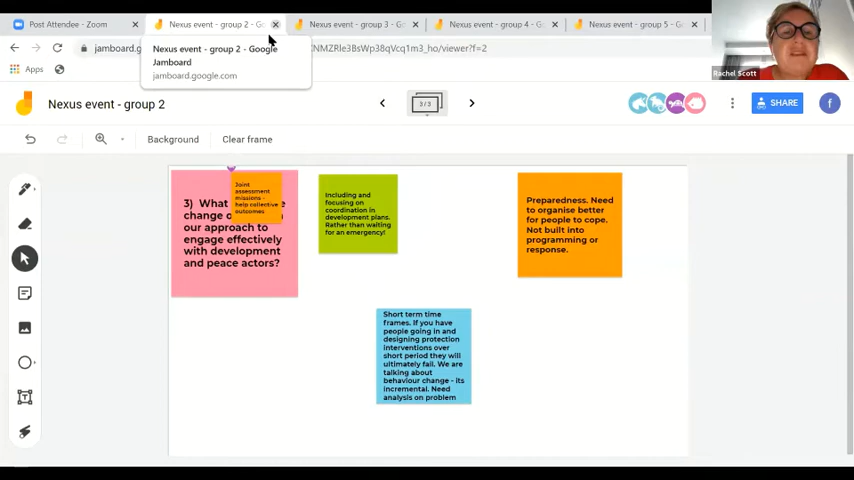 Post Attendee - Zoom
Nexus event - group 2 - Go
Nexus event - group 3 - Go
Nexus event - group 4 - Go
Nexus event - group 5 - Go
jamboard.g
NMZRle3BsWp38qVcq1m3_ho/viewer?f=2
Nexus event - group 2 - Google
Jamboard
jamboard.google.com
Apps
Rachel Scott
Nexus event - group 2
3/3
SHARE
f
Background
Clear frame
Joint
assessment
missions -
help collective
outcomes
3) What
change o
our approach to
engage effectively
with development
and peace actors?
Including and
focusing on
coordination in
development plans.
Rather than waiting
for an emergency!
Preparedness. Need
to organise better
for people to cope.
Not built into
programming or
response.
Short term time
frames. If you have
people going in and
designing protection
interventions over
short period they will
ultimately fail. We are
talking about
behaviour change - its
incremental. Need
analysis on problem